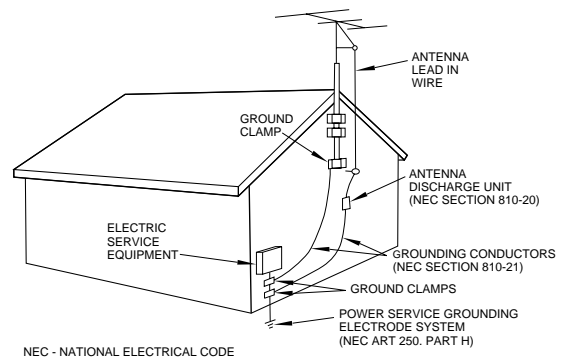 ANTENNA
LEAD IN
WIRE
GROUND
CLAMP
ANTENNA
DISCHARGE UNIT
(NEC SECTION 810-20)
ELECTRIC
SERVICE
EQUIPMENT
GROUNDING CONDUCTORS
(NEC SECTION 810-21)
GROUND CLAMPS
POWER SERVICE GROUNDING
ELECTRODE SYSTEM
(NEC ART 250. PART H)
NEC - NATIONAL ELECTRICAL CODE